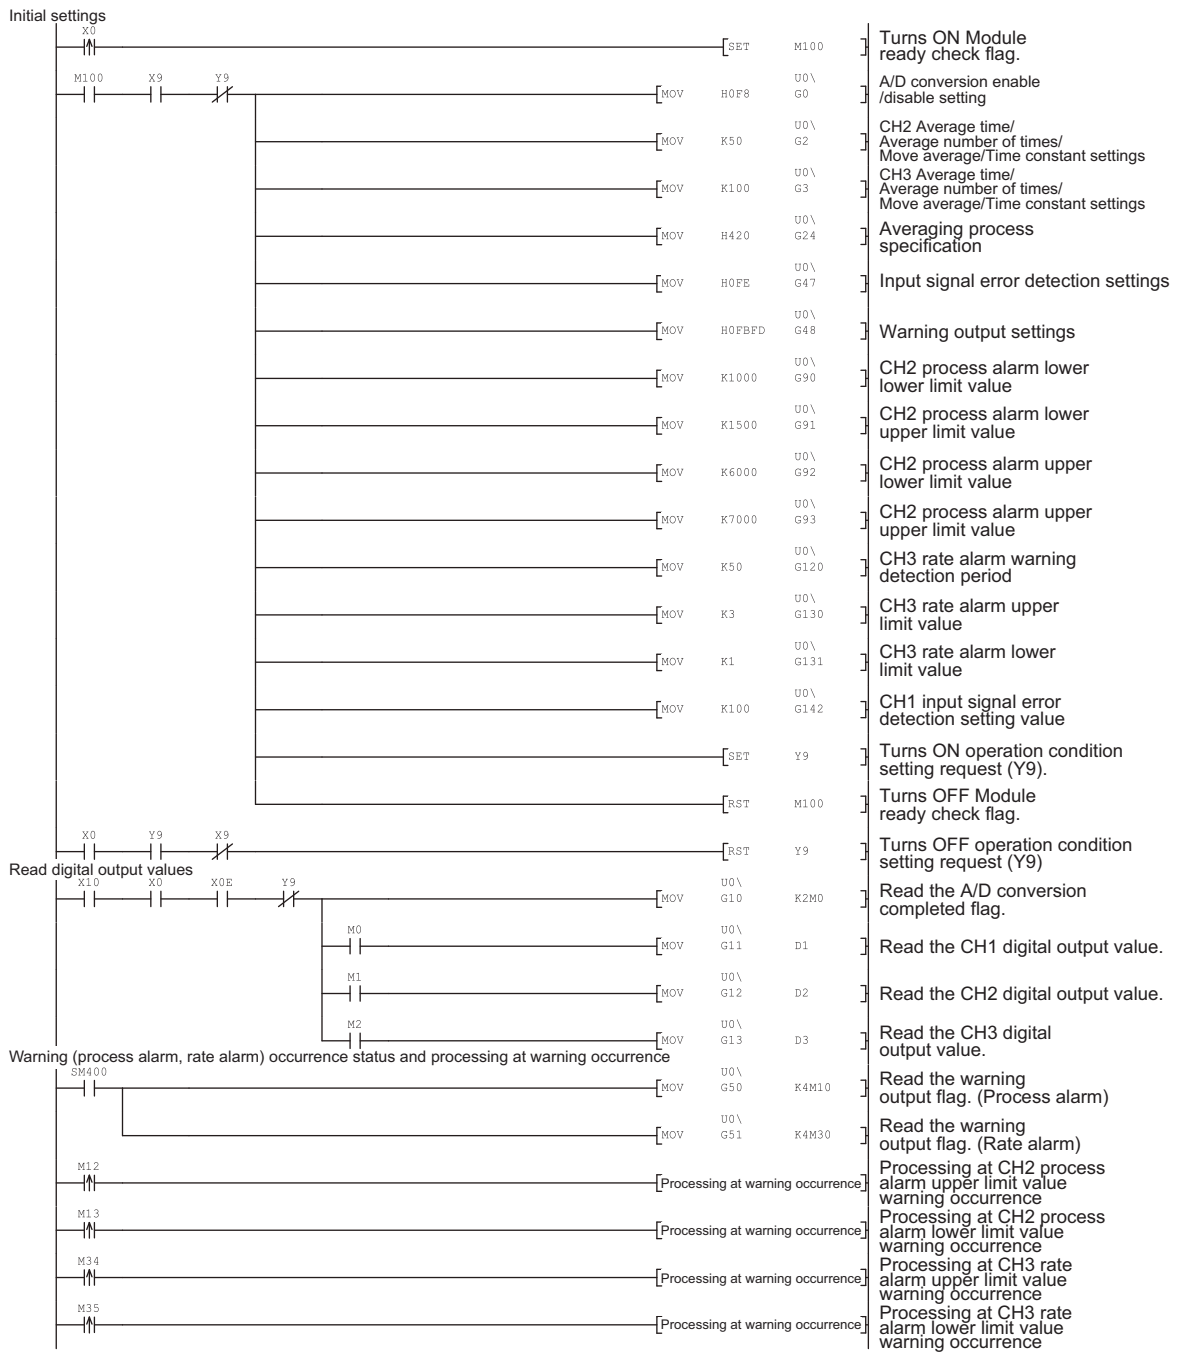 Initial settings
X0
SET M100
Turns ON Module
ready check flag.
M100 X9 Y9
U0\
MOV H0F8 G0
A/D conversion enable
/disable setting
U0\
MOV K50 G2
CH2 Average time/
Average number of times/
Move average/Time constant settings
U0\
MOV K100 G3
CH3 Average time/
Average number of times/
Move average/Time constant settings
U0\
MOV H420 G24
Averaging process
specification
U0\
MOV H0FE G47
Input signal error detection settings
U0\
MOV H0FBFD G48
Warning output settings
U0\
MOV K1000 G90
CH2 process alarm lower
lower limit value
U0\
MOV K1500 G91
CH2 process alarm lower
upper limit value
U0\
MOV K6000 G92
CH2 process alarm upper
lower limit value
U0\
MOV K7000 G93
CH2 process alarm upper
upper limit value
U0\
MOV K50 G120
CH3 rate alarm warning
detection period
U0\
MOV K3 G130
CH3 rate alarm upper
limit value
U0\
MOV K1 G131
CH3 rate alarm lower
limit value
U0\
MOV K100 G142
CH1 input signal error
detection setting value
SET Y9
Turns ON operation condition
setting request (Y9).
RST M100
Turns OFF Module
ready check flag.
X0 Y9 X9
RST Y9
Turns OFF operation condition
setting request (Y9)
Read digital output values
X10 X0 X0E Y9
U0\
MOV G10 K2M0
Read the A/D conversion
completed flag.
M0
U0\
MOV G11 D1
Read the CH1 digital output value.
M1
U0\
MOV G12 D2
Read the CH2 digital output value.
M2
U0\
MOV G13 D3
Read the CH3 digital
output value.
Warning (process alarm, rate alarm) occurrence status and processing at warning occurrence
SM400
U0\
MOV G50 K4M10
Read the warning
output flag. (Process alarm)
U0\
MOV G51 K4M30
Read the warning
output flag. (Rate alarm)
M12
Processing at warning occurrence
Processing at CH2 process
alarm upper limit value
warning occurrence
M13
Processing at warning occurrence
Processing at CH2 process
alarm lower limit value
warning occurrence
M34
Processing at warning occurrence
Processing at CH3 rate
alarm upper limit value
warning occurrence
M35
Processing at warning occurrence
Processing at CH3 rate
alarm lower limit value
warning occurrence